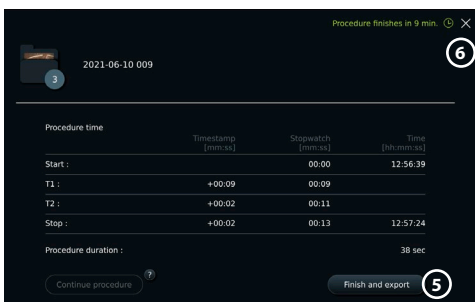 Procedure finishes in 9 min.
6
3
2021-06-10 009
Procedure time
Timestamp [mm:ss] Stopwatch [mm:ss] Time [hh:mm:ss]
Start : 00:00 12:56:39
T1 : +00:09 00:09
T2 : +00:02 00:11
Stop : +00:02 00:13 12:57:24
Procedure duration : 38 sec
Continue procedure ?
Finish and export 5